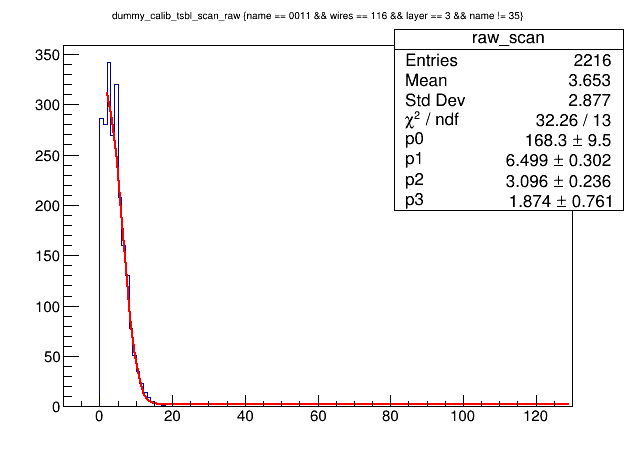 dummy_calib_tsbl_scan_raw {name == 0011 && wires == 116 && layer == 3 && name != 35}
raw_scan
Entries 2216
Mean 3.653
Std Dev 2.877
χ² / ndf 32.26 / 13
p0 168.3 ± 9.5
p1 6.499 ± 0.302
p2 3.096 ± 0.236
p3 1.874 ± 0.761
350
300
250
200
150
100
50
0
0 20 40 60 80 100 120